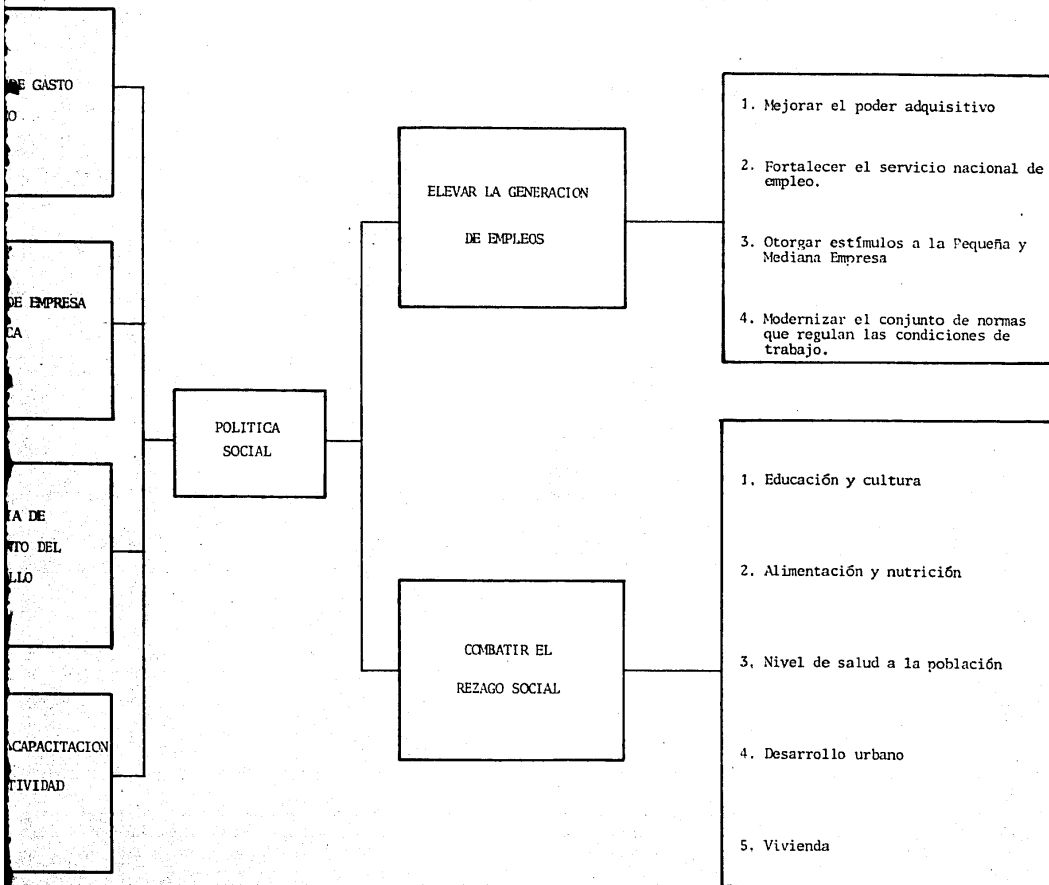 DE GASTO
O
DE EMPRESA
CA
IA DE
NTO DEL
LLO
CAPACITACION
TIVIDAD
POLITICA
SOCIAL
ELEVAR LA GENERACION
DE EMPLEOS
COMBATIR EL
REZAGO SOCIAL
1. Mejorar el poder adquisitivo
2. Fortalecer el servicio nacional de
empleo.
3. Otorgar estímulos a la Pequeña y
Mediana Empresa
4. Modernizar el conjunto de normas
que regulan las condiciones de
trabajo.
1. Educación y cultura
2. Alimentación y nutrición
3. Nivel de salud a la población
4. Desarrollo urbano
5. Vivienda